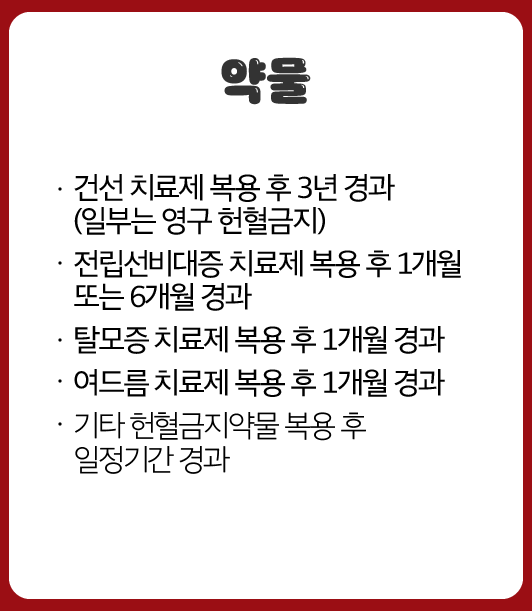 약물
· 건선 치료제 복용 후 3년 경과
(일부는 영구 헌혈금지)
· 전립선비대증 치료제 복용 후 1개월
또는 6개월 경과
· 탈모증 치료제 복용 후 1개월 경과
· 여드름 치료제 복용 후 1개월 경과
· 기타 헌혈금지약물 복용 후
일정기간 경과